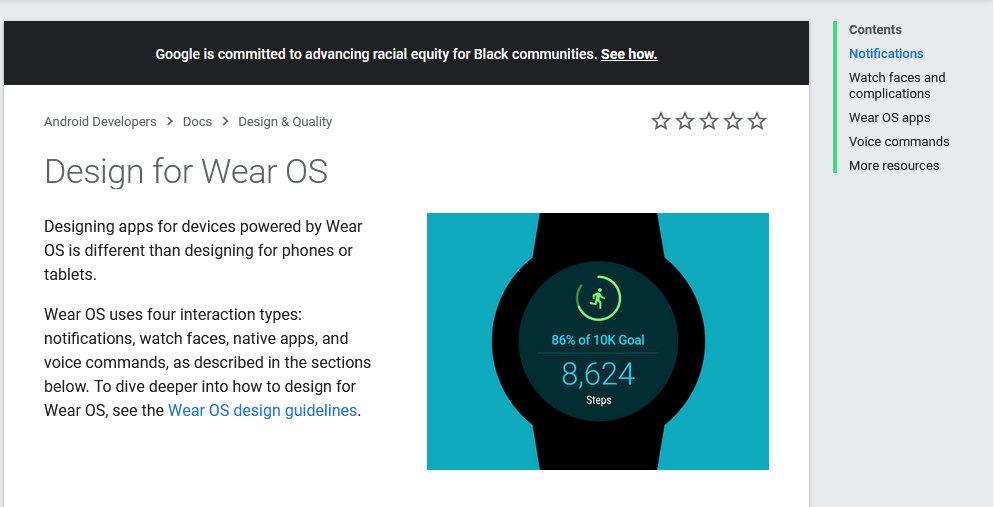 Google is committed to advancing racial equity for Black communities. See how.
Android Developers > Docs > Design & Quality
Design for Wear OS
Designing apps for devices powered by Wear
OS is different than designing for phones or
tablets.
Wear OS uses four interaction types:
notifications, watch faces, native apps, and
voice commands, as described in the sections
below. To dive deeper into how to design for
Wear OS, see the Wear OS design guidelines.
86% of 10K Goal
8,624
Steps
Contents
Notifications
Watch faces and
complications
Wear OS apps
Voice commands
More resources